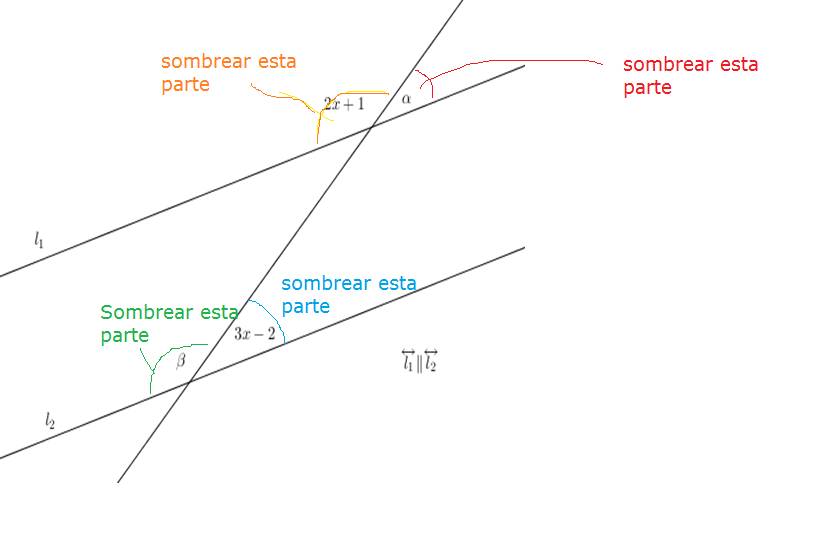 sombrear esta
parte
sombrear esta
parte
2x + 1
α
l₁
sombrear esta
parte
Sombrear esta
parte
3x − 2
β
l₁ ∥ l₂
l₂